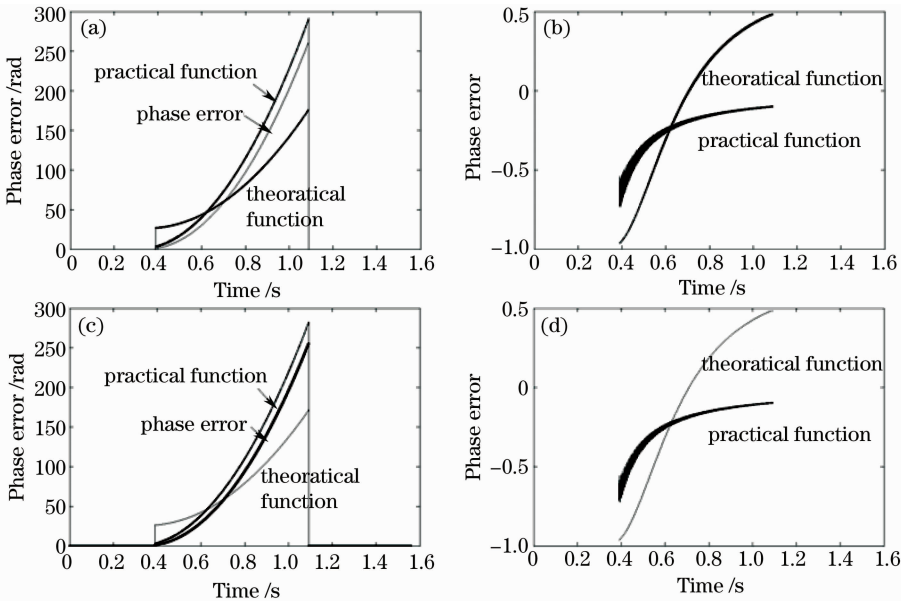 (a)
300
250
200
150
100
50
0
Phase error /rad
practical function
phase error
theoratical
function
0 0.2 0.4 0.6 0.8 1.0 1.2 1.4 1.6
Time /s
(b)
0.5
0
−0.5
−1.0
Phase error
theoratical function
practical function
0 0.2 0.4 0.6 0.8 1.0 1.2 1.4 1.6
Time /s
(c)
300
250
200
150
100
50
0
Phase error /rad
practical function
phase error
theoratical
function
0 0.2 0.4 0.6 0.8 1.0 1.2 1.4 1.6
Time /s
(d)
0.5
0
−0.5
−1.0
Phase error
theoratical function
practical function
0 0.2 0.4 0.6 0.8 1.0 1.2 1.4 1.6
Time /s